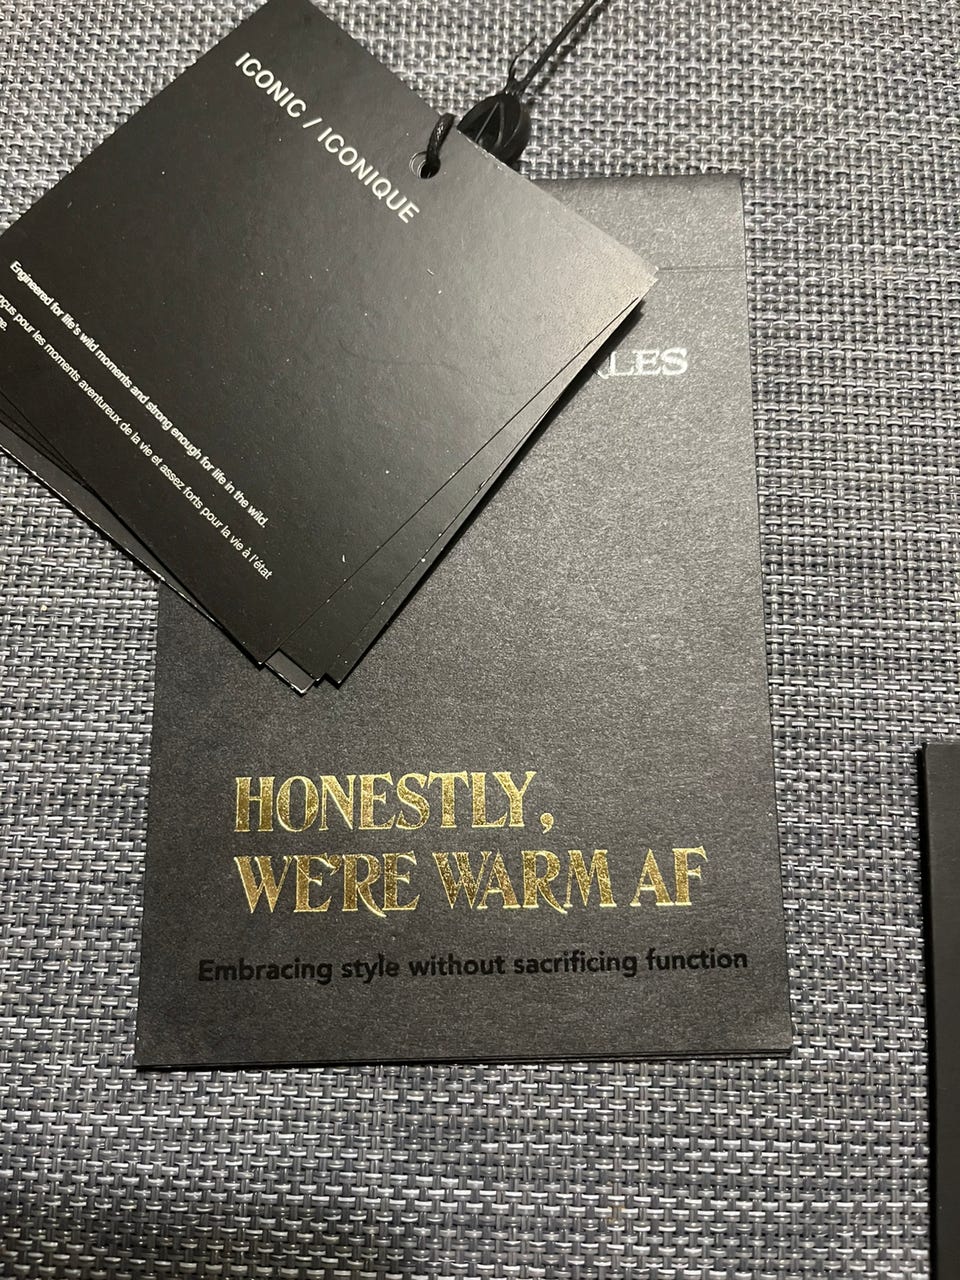 ICONIC / ICONIQUE
Engineered for life's wild moments and strong enough for life in the wild.
pour les moments aventureux de la vie et assez forts pour la vie à l'état
HONESTLY,
WE'RE WARM AF
Embracing style without sacrificing function